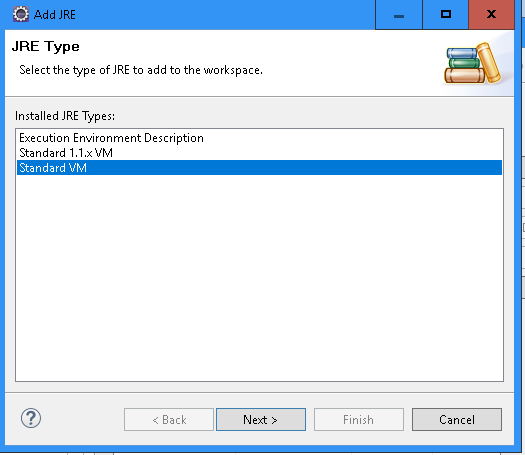 Add JRE
JRE Type
Select the type of JRE to add to the workspace.
Installed JRE Types:
Execution Environment Description
Standard 1.1.x VM
Standard VM
< Back
Next >
Finish
Cancel